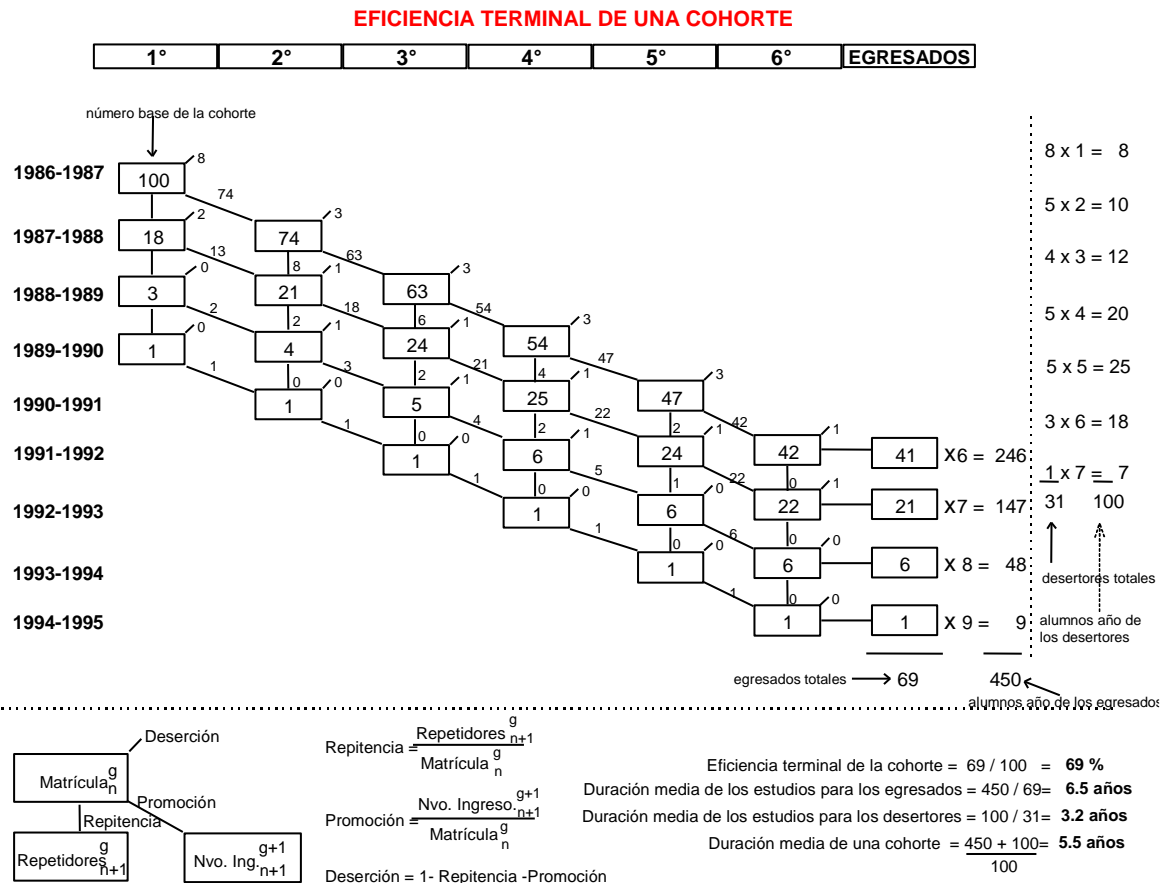 EFICIENCIA TERMINAL DE UNA COHORTE
1° 2° 3° 4° 5° 6° EGRESADOS
número base de la cohorte
8
8 x 1 = 8
1986-1987 100
74
5 x 2 = 10
2 3
1987-1988 18 74
13 63
4 x 3 = 12
0 8 1 3
1988-1989 3 21 63
2 18 54
5 x 4 = 20
0 2 1 6 1 3
1989-1990 1 4 24 54
1 3 21 47
5 x 5 = 25
0 0 2 1 4 1 3
1990-1991 1 5 25 47
1 4 22 42
3 x 6 = 18
0 0 2 1 2 1 1
1991-1992 1 6 24 42 41 X6 = 246
1 5 22
1 x 7 = 7
0 0 1 0 0 1
31 100
1992-1993 1 6 22 21 X7 = 147
1 6
0 0 0 0
1993-1994 1 6 6 X 8 = 48
desertores totales
1
0 0
1994-1995 1 1 X 9 = 9
alumnos año de
los desertores
egresados totales 69 450
alumnos año de los egresados
Deserción
Matrícula g n
Promoción
Repitencia
Repetidores g n+1
Nvo. Ing. g+1 n+1
Repitencia = Repetidores g n+1
Matrícula g n
Promoción = Nvo. Ingreso. g+1 n+1
Matrícula g n
Deserción = 1- Repitencia -Promoción
Eficiencia terminal de la cohorte = 69 / 100 = 69 %
Duración media de los estudios para los egresados = 450 / 69= 6.5 años
Duración media de los estudios para los desertores = 100 / 31= 3.2 años
Duración media de una cohorte = 450 + 100= 5.5 años
100